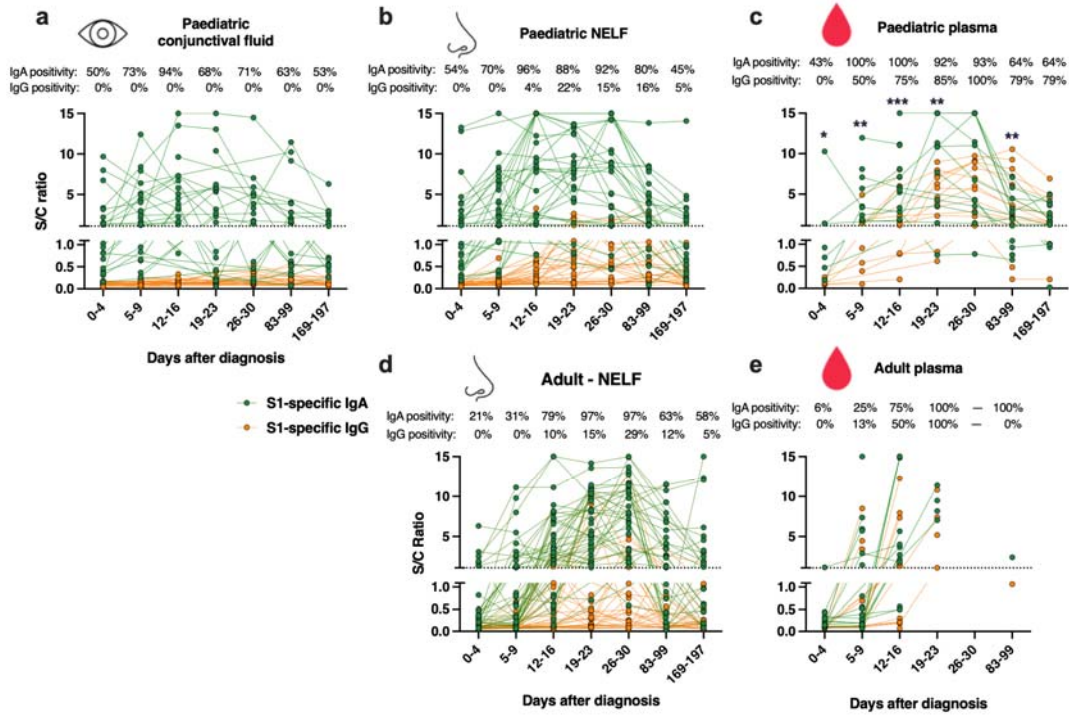 a
Paediatric
conjunctival fluid
IgA positivity: 50% 73% 94% 68% 71% 63% 53%
IgG positivity: 0% 0% 0% 0% 0% 0% 0%
S/C ratio
15
10
5
1.0
0.5
0.0
0-4 5-9 12-16 19-23 26-30 83-99 169-197
Days after diagnosis
b
Paediatric NELF
IgA positivity: 54% 70% 96% 88% 92% 80% 45%
IgG positivity: 0% 0% 4% 22% 15% 16% 5%
15
10
5
1.0
0.5
0.0
0-4 5-9 12-16 19-23 26-30 83-99 169-197
c
Paediatric plasma
IgA positivity: 43% 100% 100% 92% 93% 64% 64%
IgG positivity: 0% 50% 75% 85% 100% 79% 79%
* ** *** ** **
15
10
5
1.0
0.5
0.0
0-4 5-9 12-16 19-23 26-30 83-99 169-197
S1-specific IgA
S1-specific IgG
d
Adult - NELF
IgA positivity: 21% 31% 79% 97% 97% 63% 58%
IgG positivity: 0% 0% 10% 15% 29% 12% 5%
S/C Ratio
15
10
5
1.0
0.5
0.0
0-4 5-9 12-16 19-23 26-30 83-99 169-197
Days after diagnosis
e
Adult plasma
IgA positivity: 6% 25% 75% 100% — 100%
IgG positivity: 0% 13% 50% 100% — 0%
15
10
5
1.0
0.5
0.0
0-4 5-9 12-16 19-23 26-30 83-99
Days after diagnosis